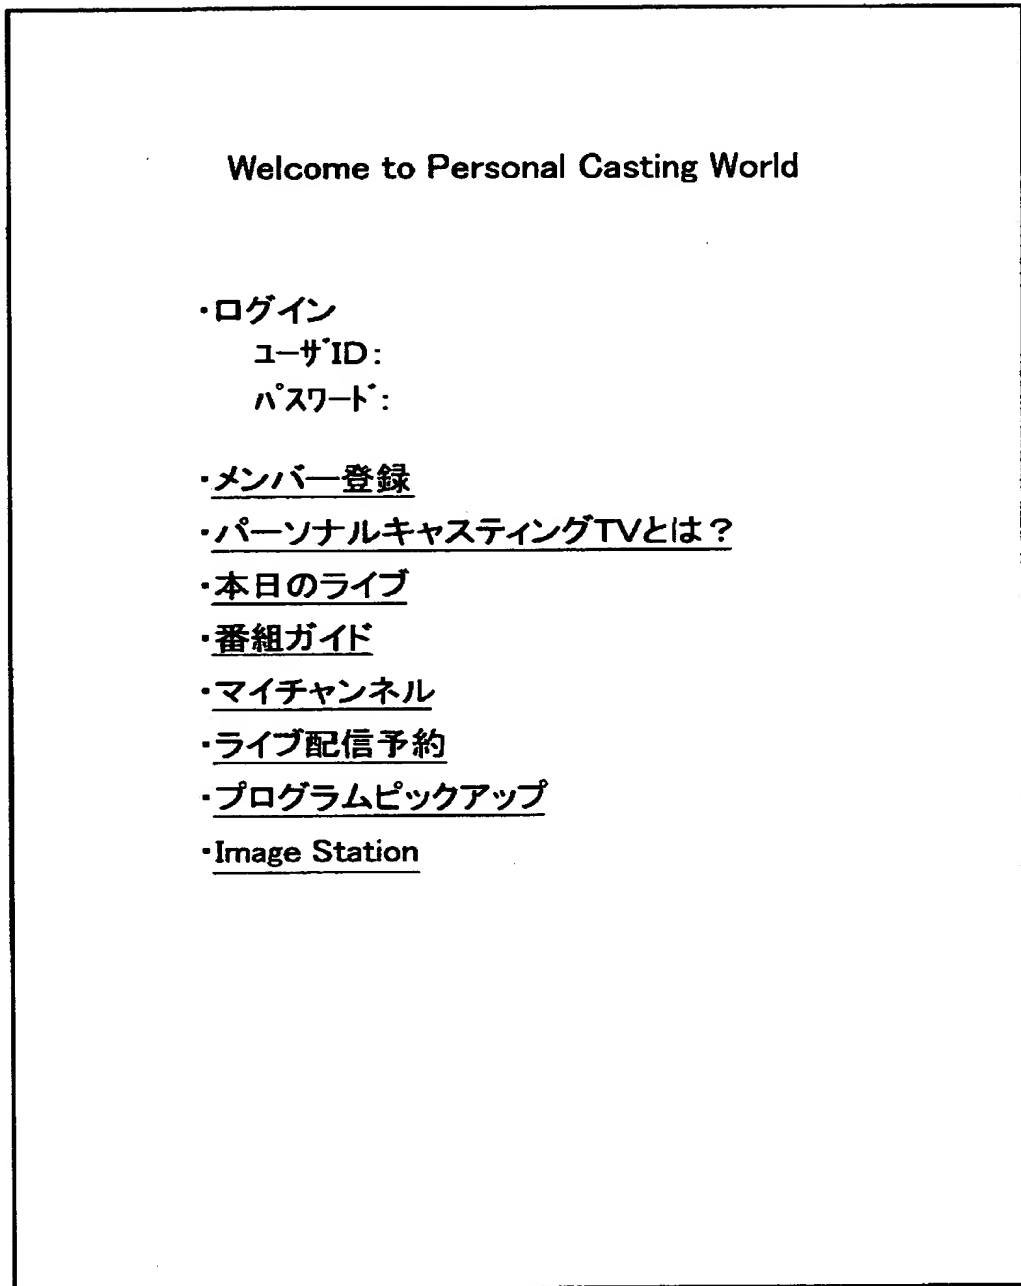 Welcome to Personal Casting World
・ログイン
ﾕｰｻﾞID:
ﾊﾟｽﾜｰﾄﾞ:
・メンバー登録
・パーソナルキャスティングTVとは？
・本日のライブ
・番組ガイド
・マイチャンネル
・ライブ配信予約
・プログラムピックアップ
・Image Station